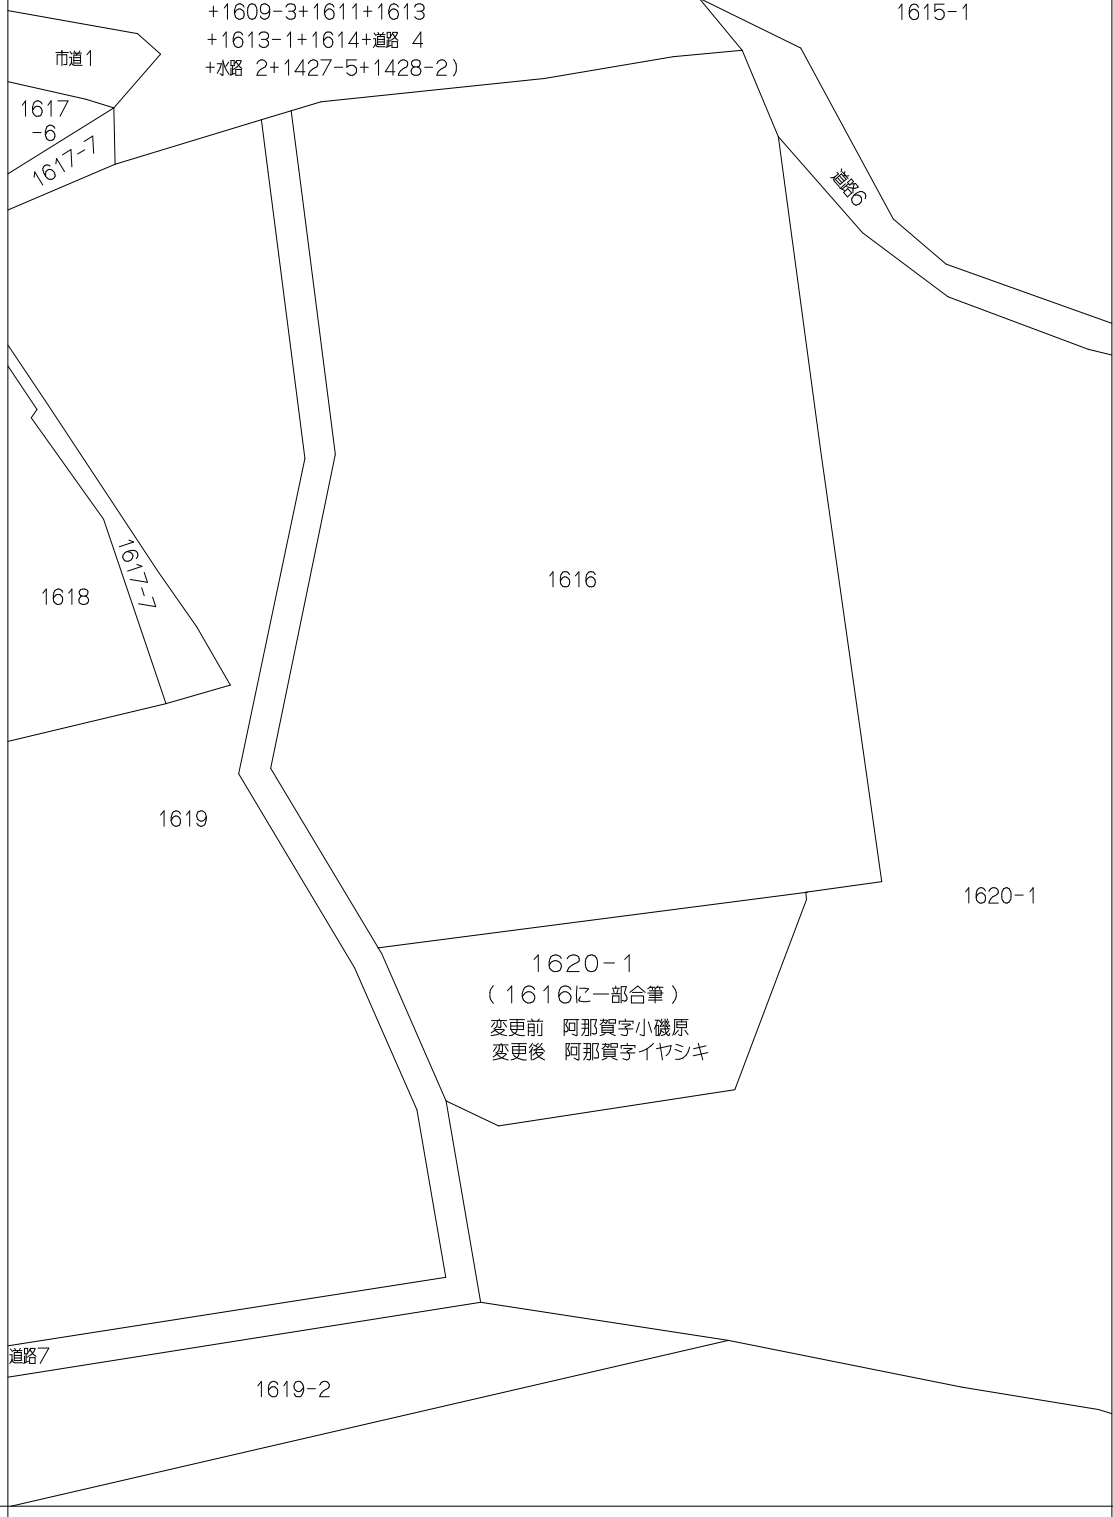 +1609-3+1611+1613
+1613-1+1614+道路 4
+水路 2+1427-5+1428-2)
1615-1
市道1
1617
-6
1617-7
道路6
1616
1617-7
1618
1619
1620-1
1620-1
(1616に一部合筆)
変更前 阿那賀字小磯原
変更後 阿那賀字イヤシキ
道路7
1619-2